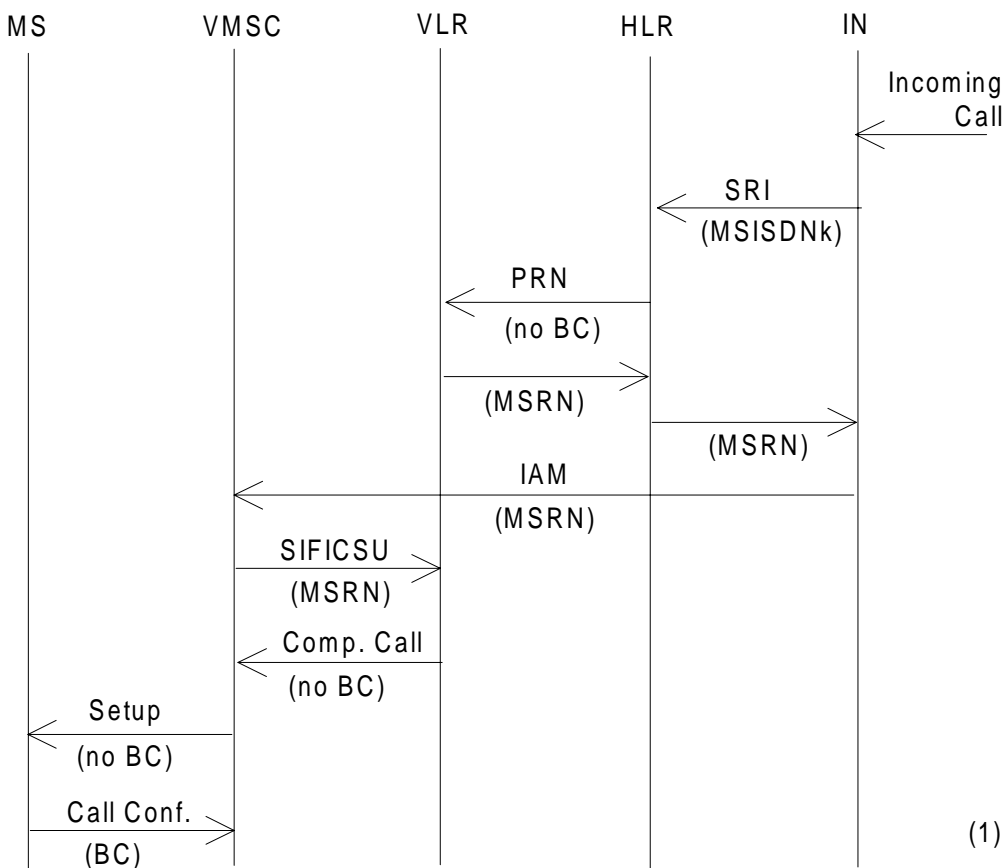 MS VMSC VLR HLR IN
Incoming
Call
SRI
(MSISDNk)
PRN
(no BC)
(MSRN)
(MSRN)
IAM
(MSRN)
SIFICSU
(MSRN)
Comp. Call
(no BC)
Setup
(no BC)
Call Conf.
(BC)
(1)